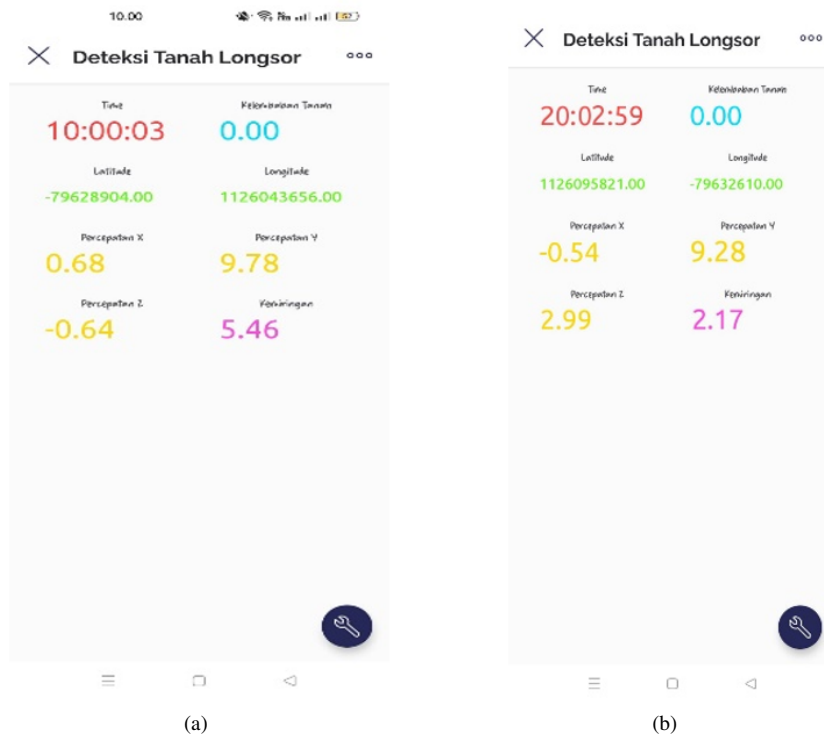 10.00
Deteksi Tanah Longsor
Time Kelembaban Tanah
10:00:03 0.00
Latitude Longitude
-79628904.00 1126043656.00
Percepatan X Percepatan Y
0.68 9.78
Percepatan Z Kemiringan
-0.64 5.46
(a)
Deteksi Tanah Longsor
Time Kelembaban Tanah
20:02:59 0.00
Latitude Longitude
1126095821.00 -79632610.00
Percepatan X Percepatan Y
-0.54 9.28
Percepatan Z Kemiringan
2.99 2.17
(b)